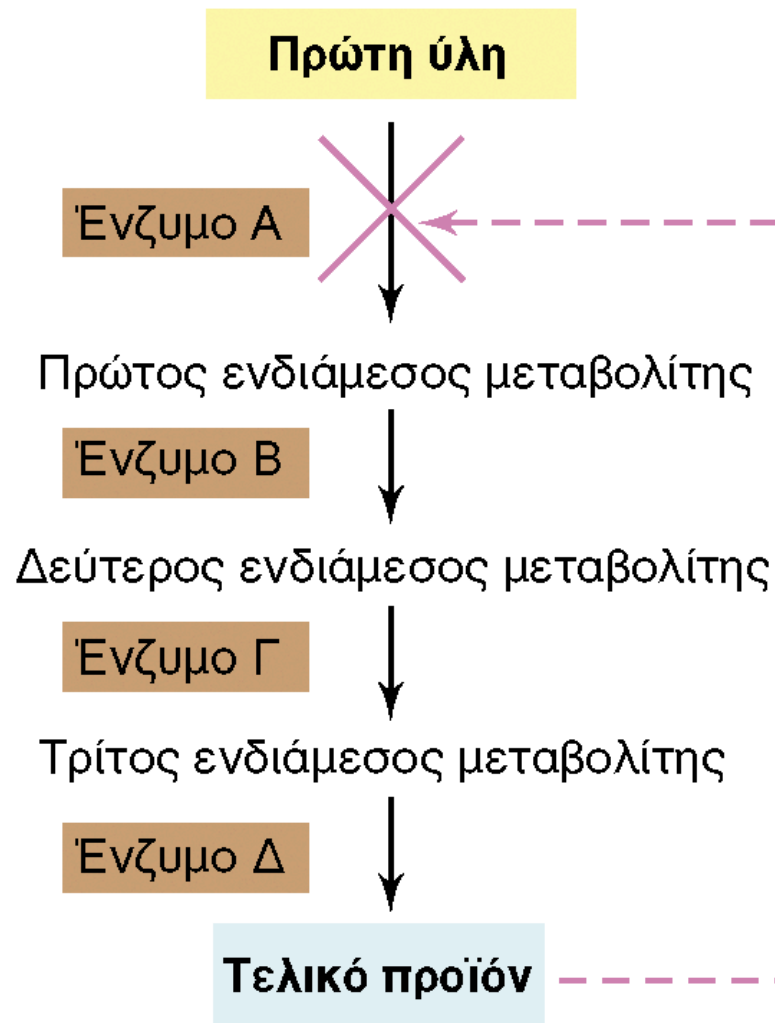 Πρώτη ύλη
Ένζυμο Α
Πρώτος ενδιάμεσος μεταβολίτης
Ένζυμο Β
Δεύτερος ενδιάμεσος μεταβολίτης
Ένζυμο Γ
Τρίτος ενδιάμεσος μεταβολίτης
Ένζυμο Δ
Τελικό προϊόν